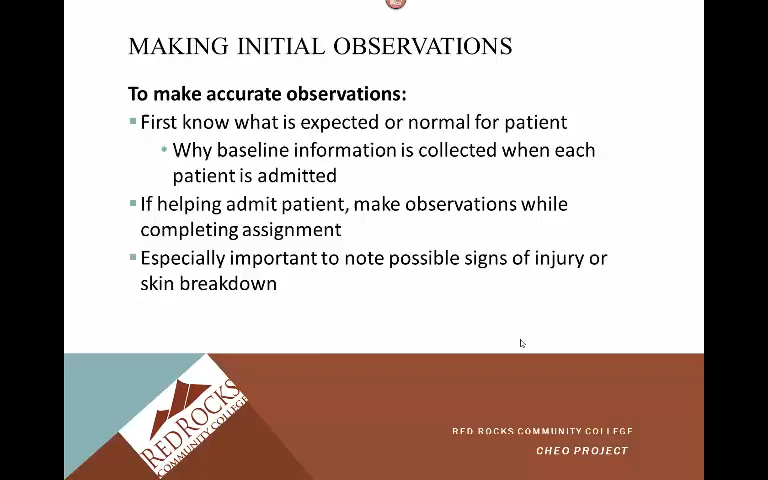 MAKING INITIAL OBSERVATIONS
To make accurate observations:
First know what is expected or normal for patient
Why baseline information is collected when each
patient is admitted
If helping admit patient, make observations while
completing assignment
Especially important to note possible signs of injury or
skin breakdown
RED ROCKS
COMMUNITY COLLEGE
RED ROCKS COMMUNITY COLLEGE
CHEO PROJECT